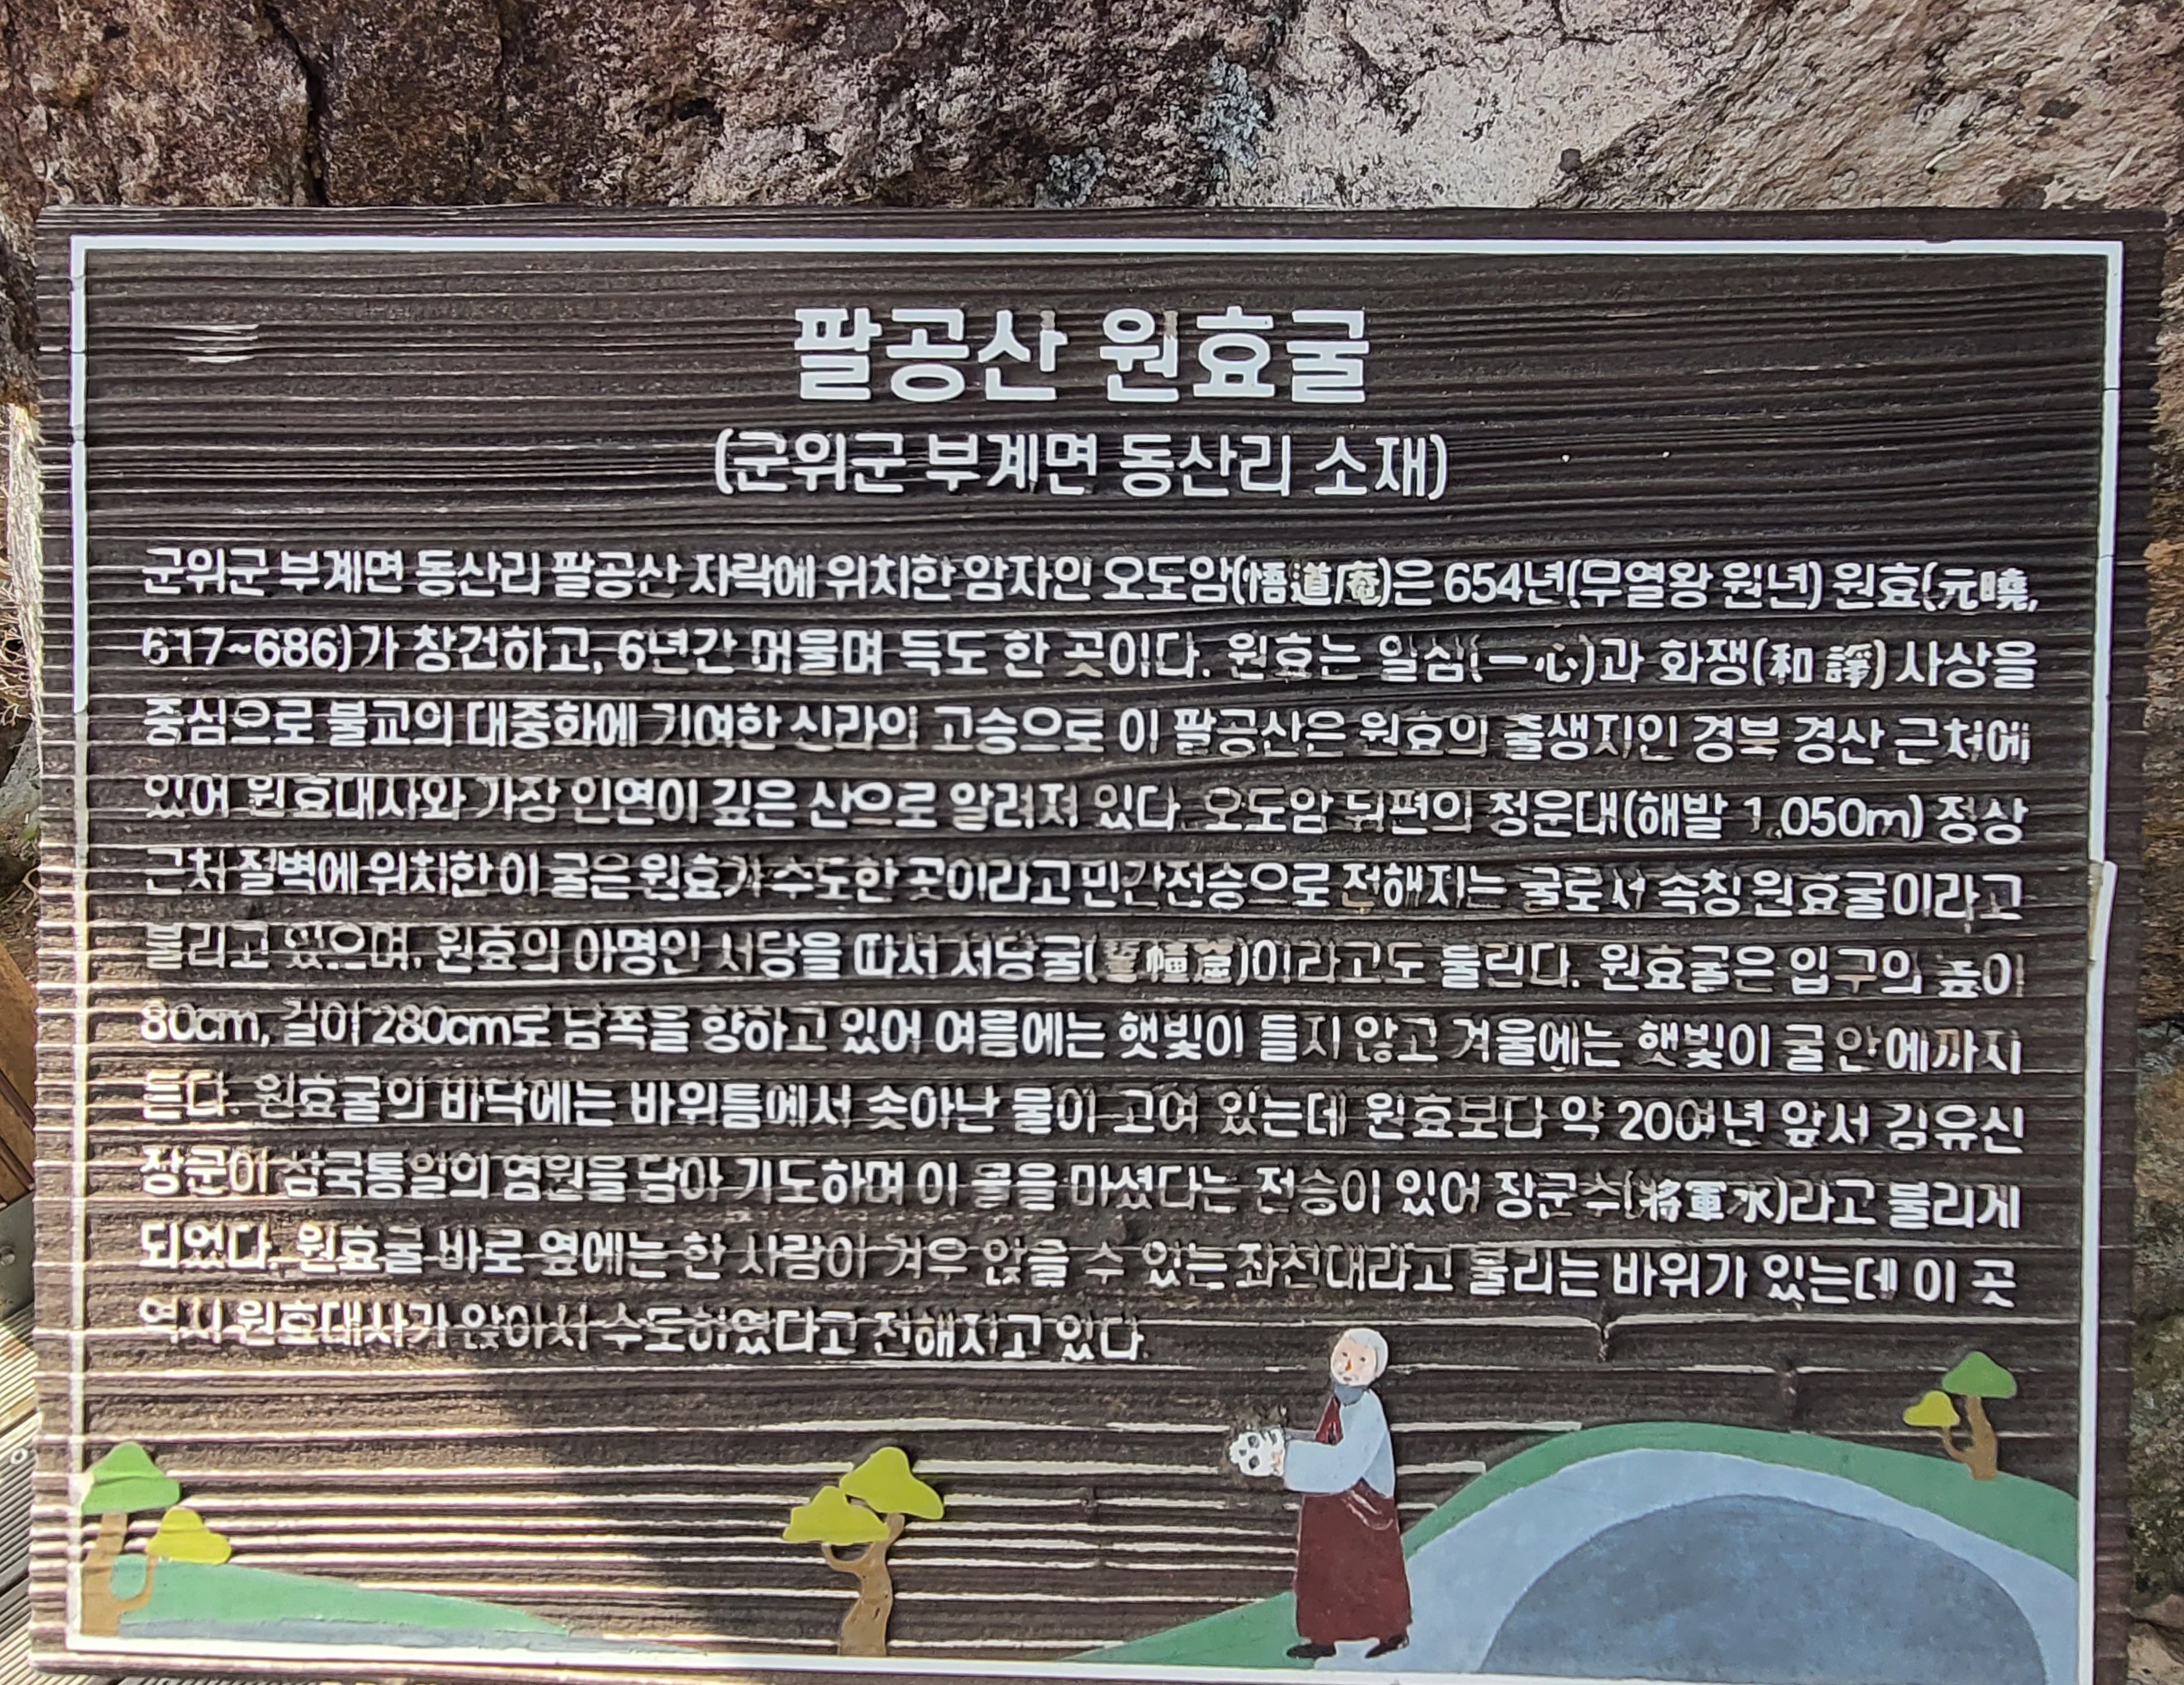 팔공산 원효굴
(군위군 부계면 동산리 소재)
군위군 부계면 동산리 팔공산 자락에 위치한 암자인 오도암(悟道庵)은 654년(무열왕 원년) 원효(元曉,
617~686)가 창건하고, 6년간 머물며 득도 한 곳이다. 원효는 일심(一心)과 화쟁(和諍) 사상을
중심으로 불교의 대중화에 기여한 신라의 고승으로 이 팔공산은 원효의 출생지인 경북 경산 근처에
있어 원효대사와 가장 인연이 깊은 산으로 알려져 있다. 오도암 뒤편의 청운대(해발 1,050m) 정상
근처 절벽에 위치한 이 굴은 원효가 수도한 곳이라고 민간전승으로 전해지는 굴로서 속칭 원효굴이라고
불리고 있으며, 원효의 아명인 서당을 따서 서당굴(誓幢窟)이라고도 불린다. 원효굴은 입구의 높이
80cm, 길이 280cm로 남쪽을 향하고 있어 여름에는 햇빛이 들지 않고 겨울에는 햇빛이 굴 안에까지
든다. 원효굴의 바닥에는 바위틈에서 솟아난 물이 고여 있는데 원효보다 약 20여년 앞서 김유신
장군이 삼국통일의 염원을 담아 기도하며 이 물을 마셨다는 전승이 있어 장군수(將軍水)라고 불리게
되었다. 원효굴 바로 옆에는 한 사람이 겨우 앉을 수 있는 좌선대라고 불리는 바위가 있는데 이 곳
역시 원효대사가 앉아서 수도하였다고 전해지고 있다.